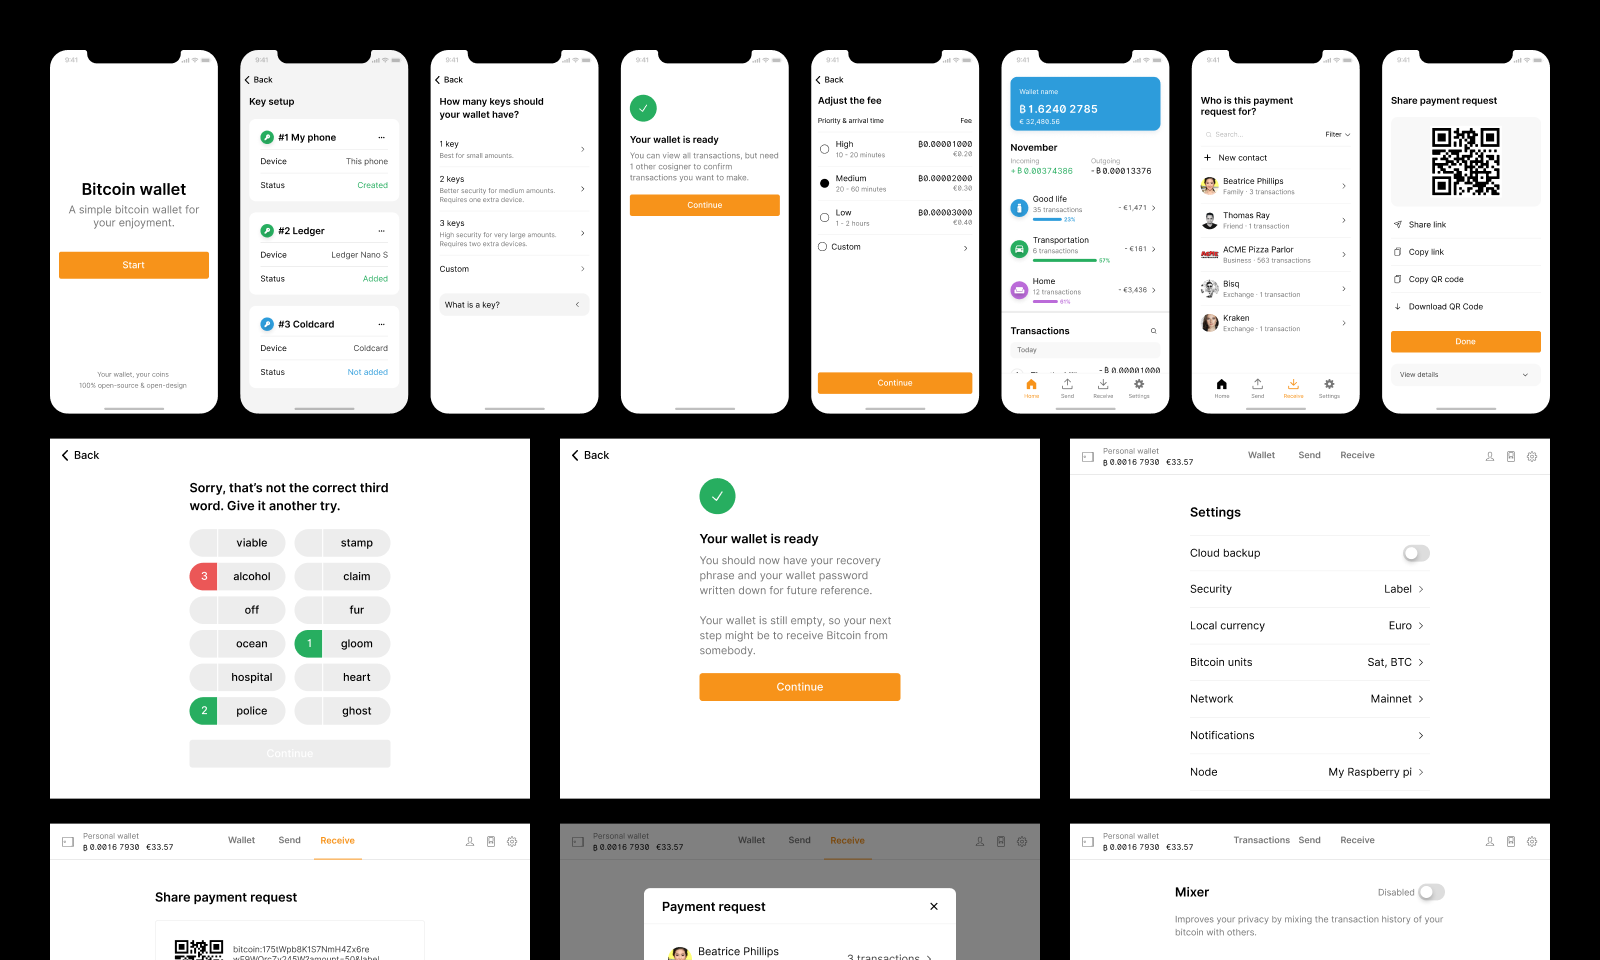 9:41
Bitcoin wallet
A simple bitcoin wallet for
your enjoyment.
Start
Your wallet, your coins
100% open-source & open-design
9:41
Back
Key setup
#1 My phone
Device This phone
Status Created
#2 Ledger
Device Ledger Nano S
Status Added
#3 Coldcard
Device Coldcard
Status Not added
9:41
Back
How many keys should
your wallet have?
1 key
Best for small amounts.
2 keys
Better security for medium amounts.
Requires one extra device.
3 keys
High security for very large amounts.
Requires two extra devices.
Custom
What is a key?
9:41
Your wallet is ready
You can view all transactions, but need
1 other cosigner to confirm
transactions you want to make.
Continue
9:41
Back
Adjust the fee
Priority & arrival time Fee
High ₿0.00001000
10 - 20 minutes €0.20
Medium ₿0.00002000
20 - 60 minutes €0.30
Low ₿0.00003000
1 - 2 hours €0.40
Custom
Continue
9:41
Wallet name
₿ 1.6240 2785
€ 32,480.56
November
Incoming Outgoing
+ ₿ 0.00374386 - ₿ 0.00013376
Good life
35 transactions - €1,471
23%
Transportation
6 transactions - €161
57%
Home
12 transactions - €3,436
61%
Transactions
Today
- ₿ 0.00001000
Home Send Receive Settings
9:41
Who is this payment
request for?
Search... Filter
New contact
Beatrice Phillips
Family · 3 transactions
Thomas Ray
Friend · 1 transaction
ACME Pizza Parlor
Business · 563 transactions
Bisq
Exchange · 1 transaction
Kraken
Exchange · 1 transaction
Home Send Receive Settings
9:41
Share payment request
Share link
Copy link
Copy QR code
Download QR Code
Done
View details
Back
Sorry, that’s not the correct third
word. Give it another try.
viable stamp
3 alcohol claim
off fur
ocean 1 gloom
hospital heart
2 police ghost
Continue
Back
Your wallet is ready
You should now have your recovery
phrase and your wallet password
written down for future reference.
Your wallet is still empty, so your next
step might be to receive Bitcoin from
somebody.
Continue
Personal wallet
₿ 0.0016 7930 €33.57
Wallet Send Receive
Settings
Cloud backup
Security Label
Local currency Euro
Bitcoin units Sat, BTC
Network Mainnet
Notifications
Node My Raspberry pi
Personal wallet
₿ 0.0016 7930 €33.57
Wallet Send Receive
Share payment request
bitcoin:175tWpb8K1S7NmH4Zx6re
wF9WQrcZv245W?amount=50&label
Personal wallet
₿ 0.0016 7930 €33.57
Wallet Send Receive
Payment request
Beatrice Phillips
3 transactions
Personal wallet
₿ 0.0016 7930 €33.57
Transactions Send Receive
Mixer Disabled
Improves your privacy by mixing the transaction history of your
bitcoin with others.